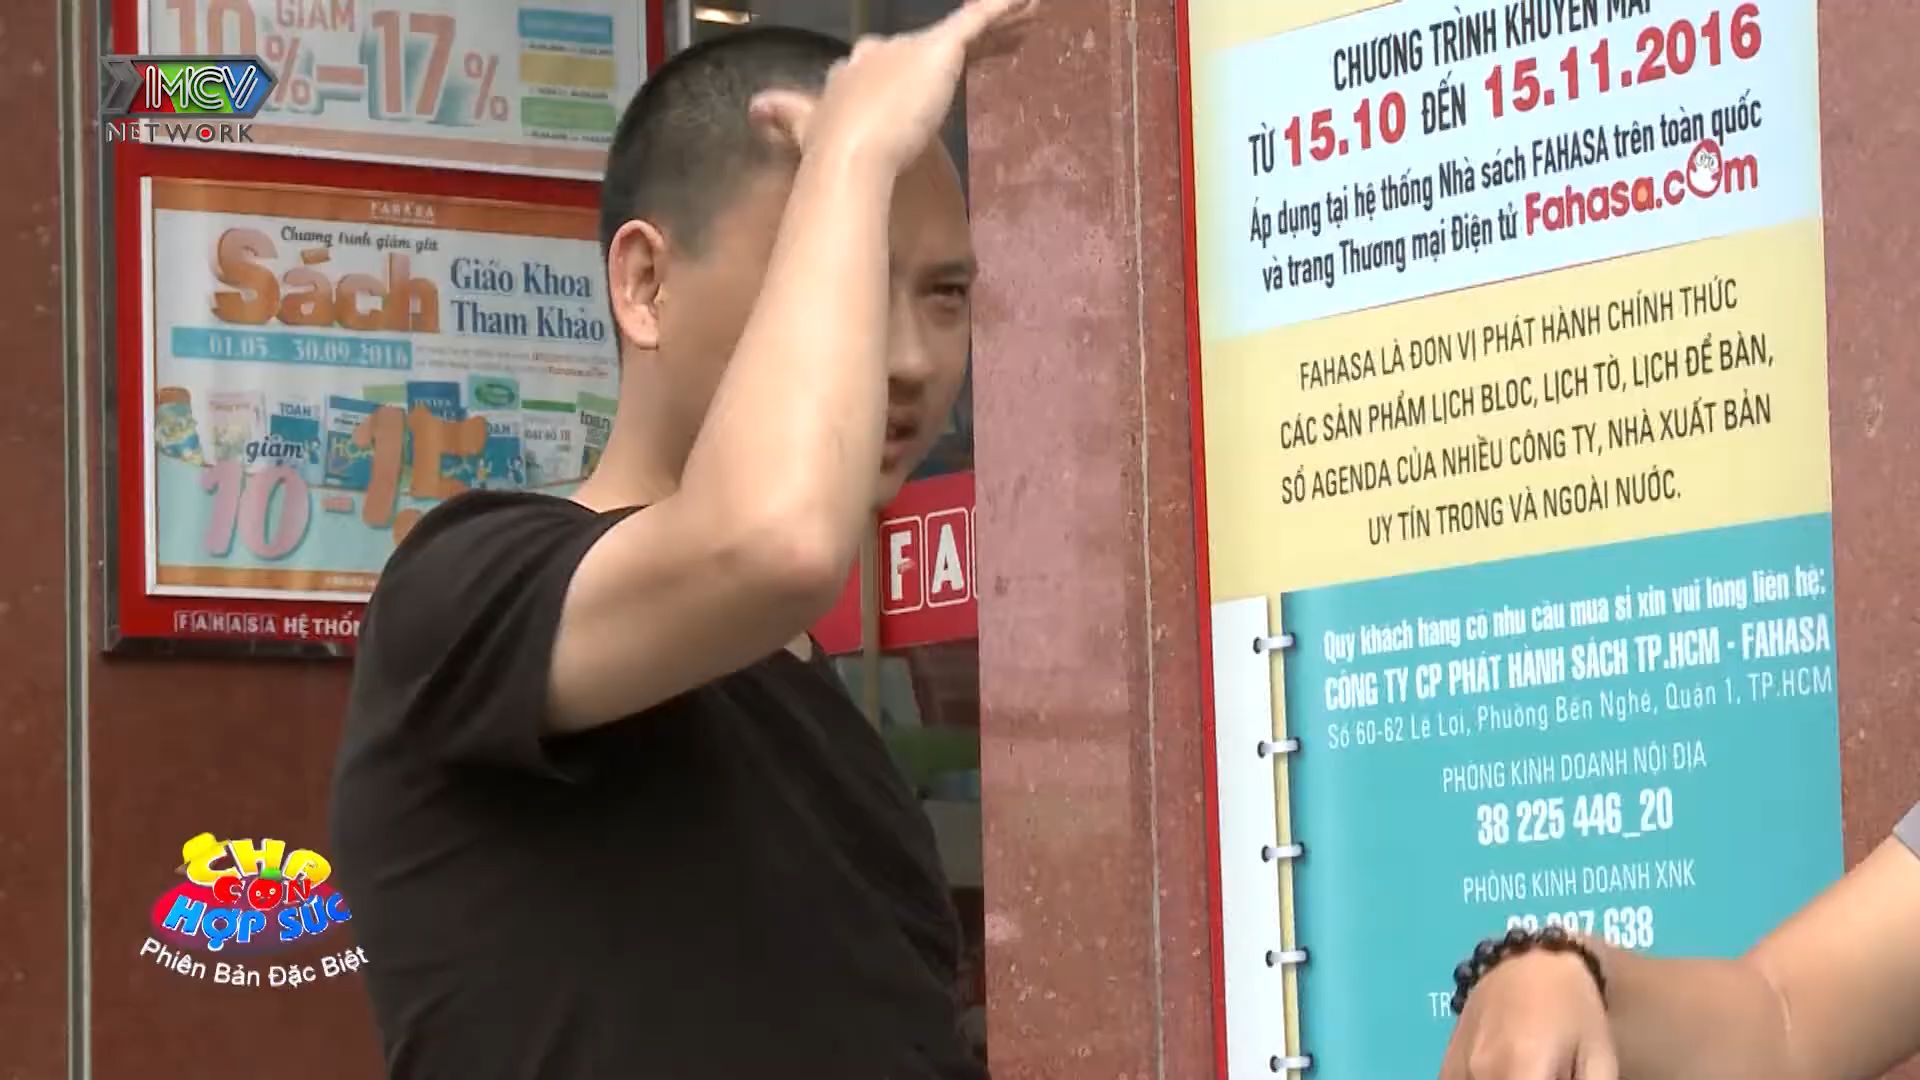 GIẢM
10%-17%
MCV
NETWORK
FAHASA
Chương trình giảm giá
Sách
Giáo Khoa
Tham Khảo
01.05 - 30.09.2016
TOÁN
giảm
10-15
FAHASA HỆ THỐN
FA
CHƯƠNG TRÌNH KHUYẾN MẠI
TỪ 15.10 ĐẾN 15.11.2016
Áp dụng tại hệ thống Nhà sách FAHASA trên toàn quốc
và trang Thương mại Điện tử Fahasa.com
FAHASA LÀ ĐƠN VỊ PHÁT HÀNH CHÍNH THỨC
CÁC SẢN PHẨM LỊCH BLOC, LỊCH TỜ, LỊCH ĐỂ BÀN,
SỔ AGENDA CỦA NHIỀU CÔNG TY, NHÀ XUẤT BẢN
UY TÍN TRONG VÀ NGOÀI NƯỚC.
Quý khách hàng có nhu cầu mua sỉ xin vui lòng liên hệ:
CÔNG TY CP PHÁT HÀNH SÁCH TP.HCM - FAHASA
Số 60-62 Lê Lợi, Phường Bến Nghé, Quận 1, TP.HCM
PHÒNG KINH DOANH NỘI ĐỊA
38 225 446_20
PHÒNG KINH DOANH XNK
638
TR
CHA
CON
HỢP SỨC
Phiên Bản Đặc Biệt